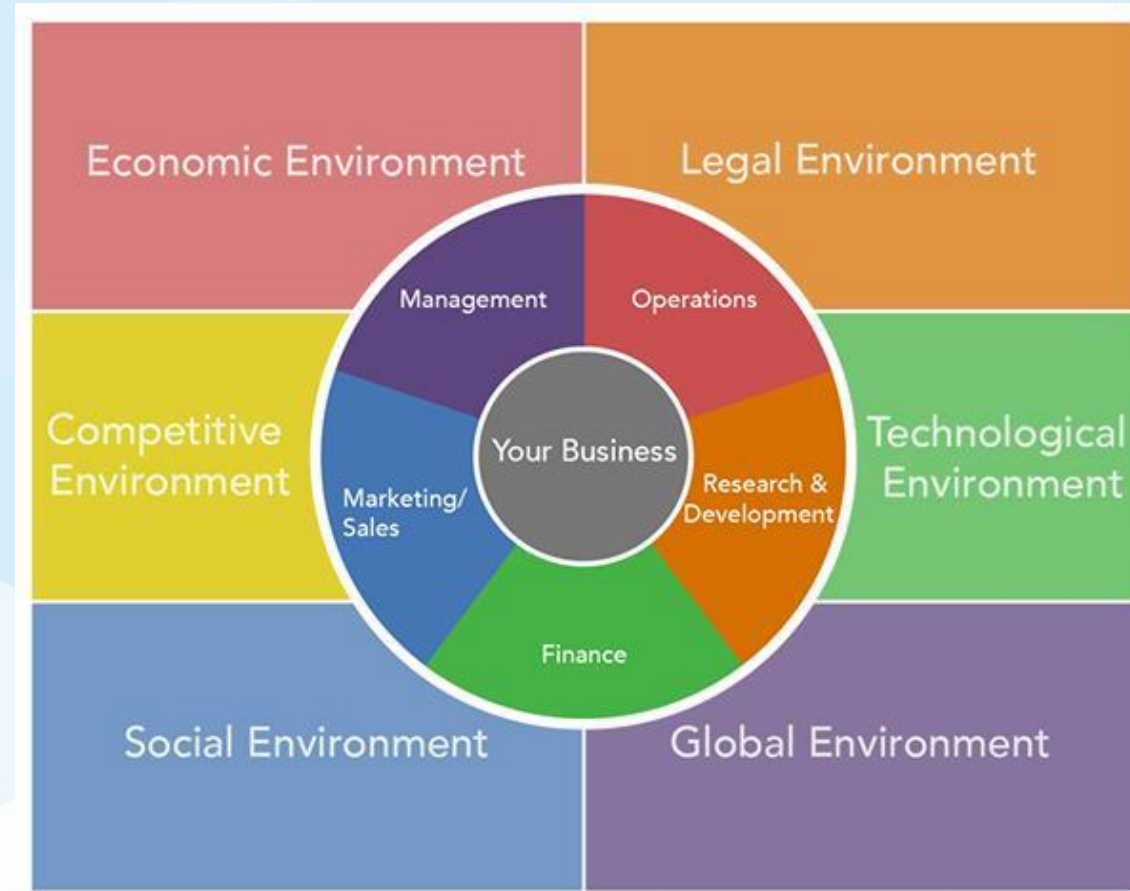 Economic Environment
Legal Environment
Management
Operations
Competitive
Environment
Your Business
Technological
Environment
Marketing/
Sales
Research &
Development
Finance
Social Environment
Global Environment